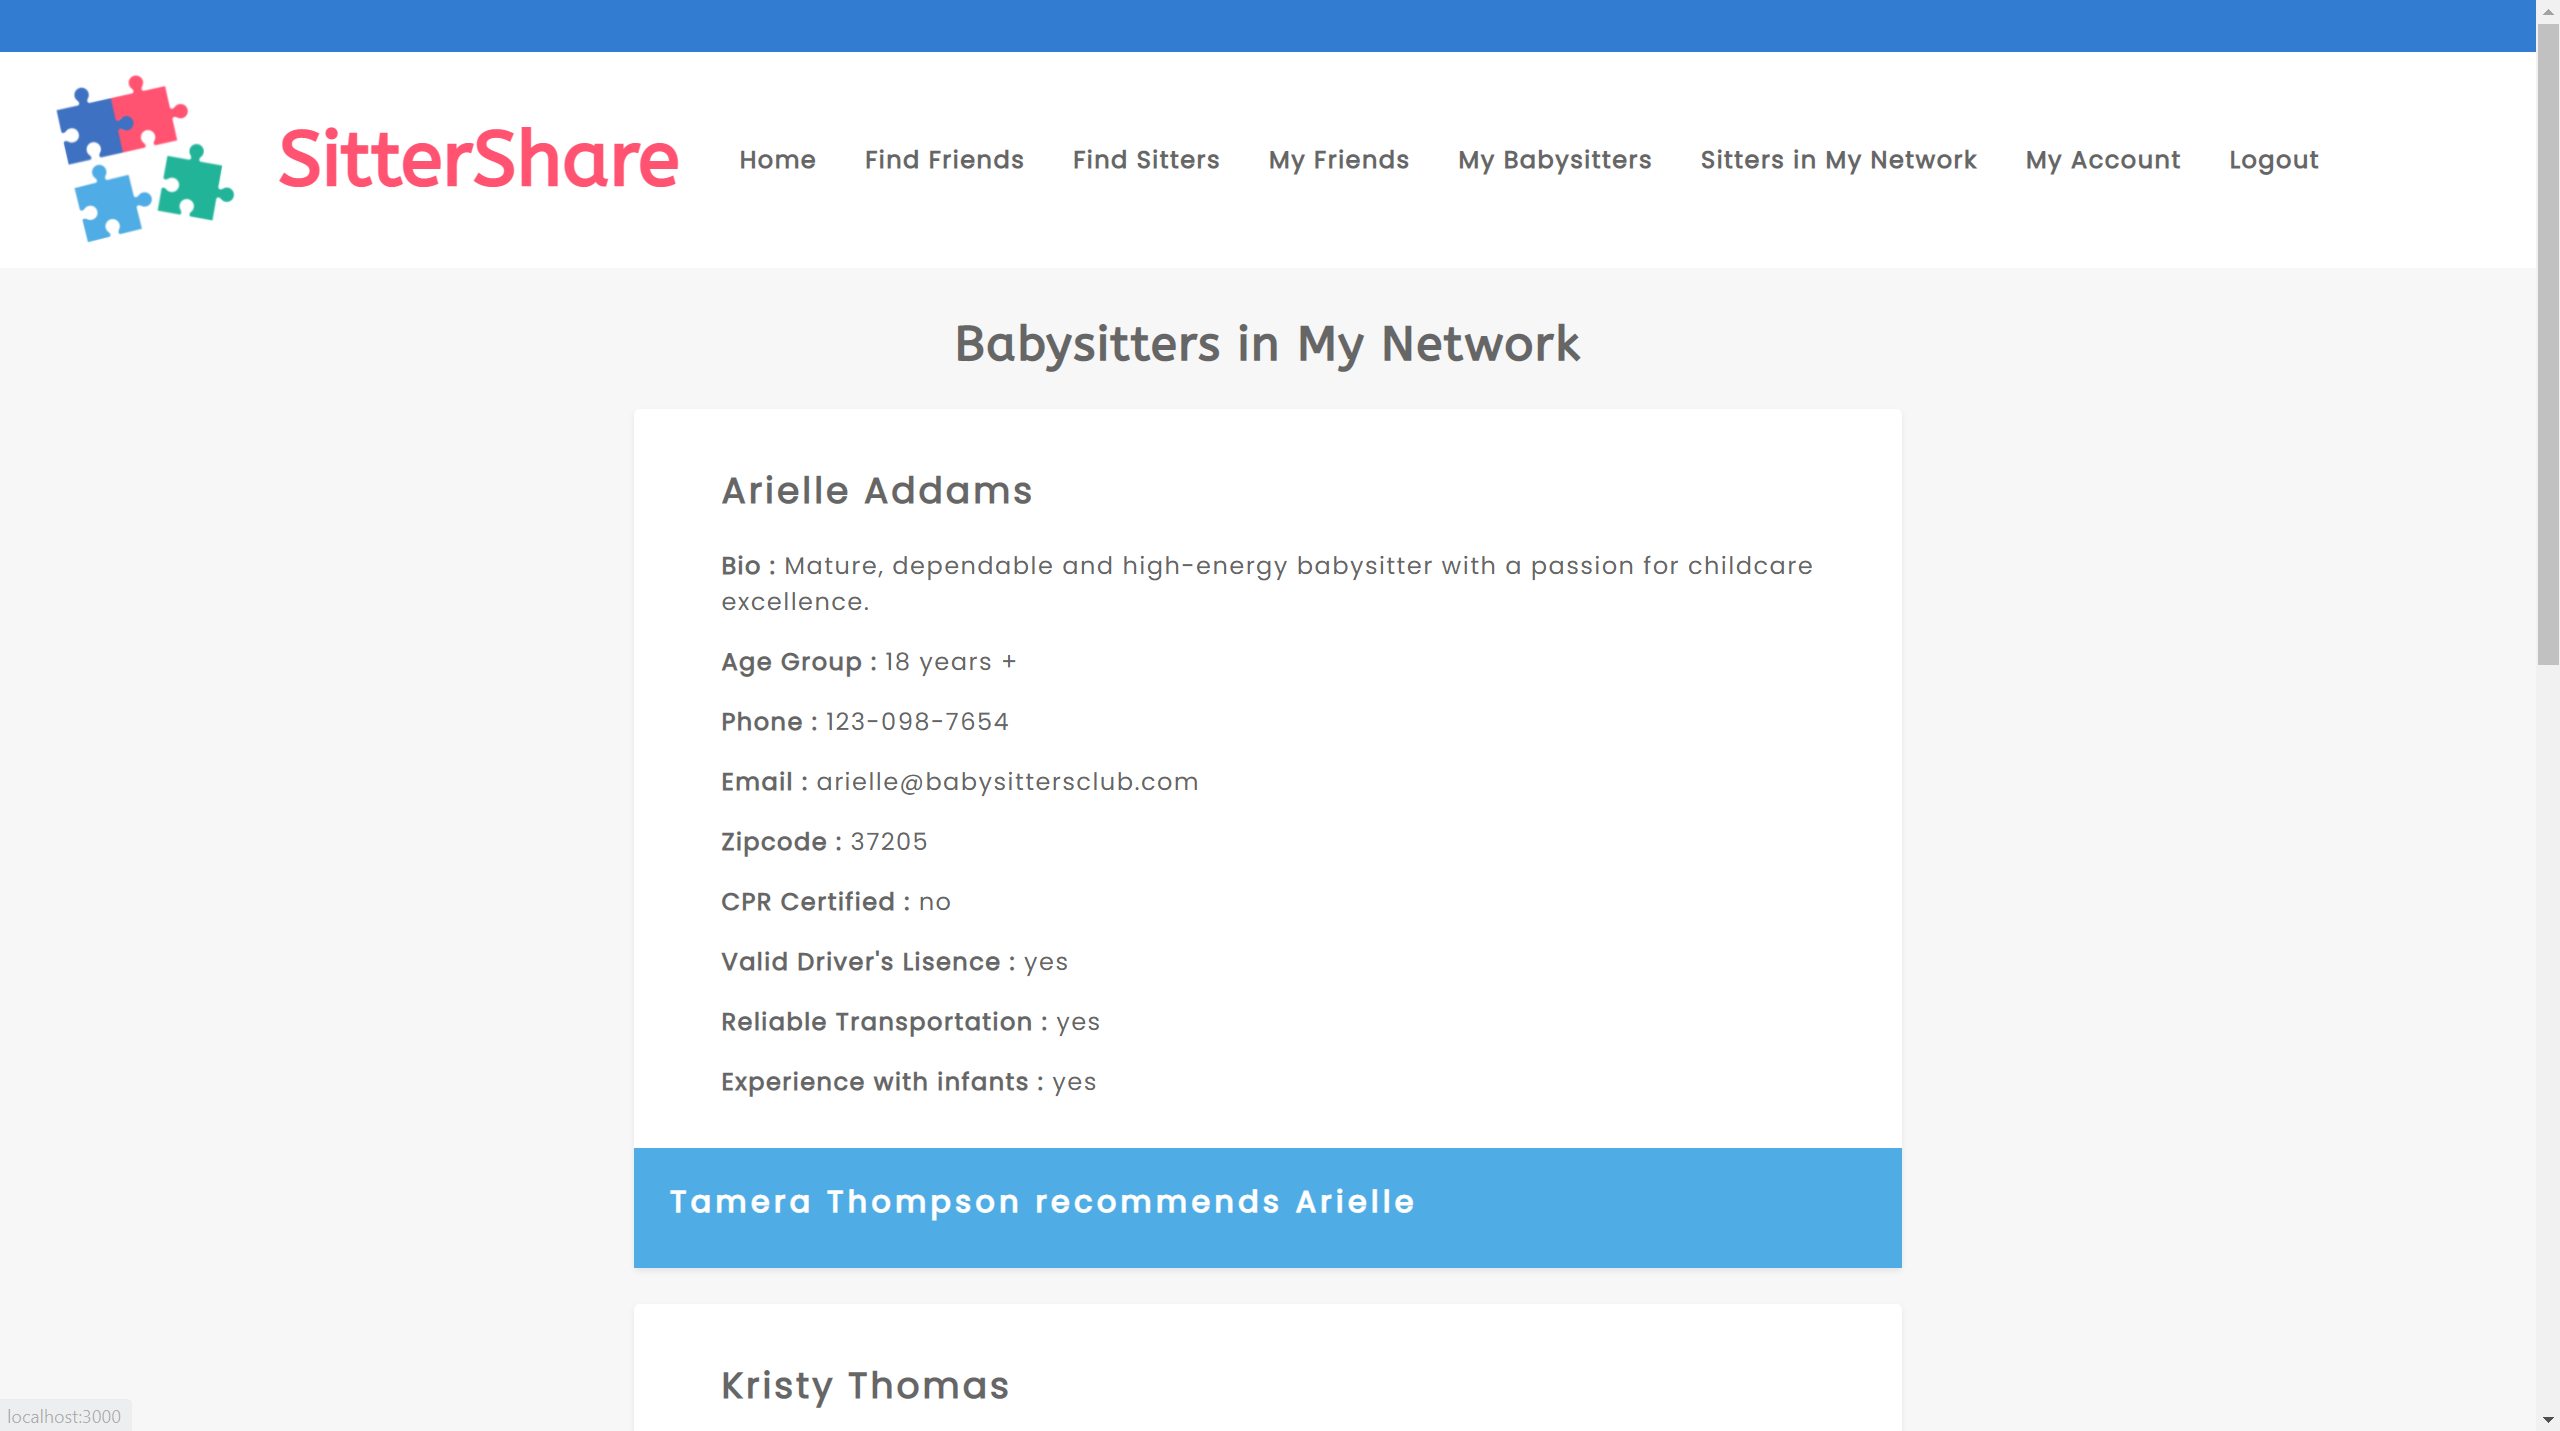 SitterShare
Home Find Friends Find Sitters My Friends My Babysitters Sitters in My Network My Account Logout
Babysitters in My Network
Arielle Addams
Bio : Mature, dependable and high-energy babysitter with a passion for childcare
excellence.
Age Group : 18 years +
Phone : 123-098-7654
Email : arielle@babysittersclub.com
Zipcode : 37205
CPR Certified : no
Valid Driver's Lisence : yes
Reliable Transportation : yes
Experience with infants : yes
Tamera Thompson recommends Arielle
Kristy Thomas
localhost:3000